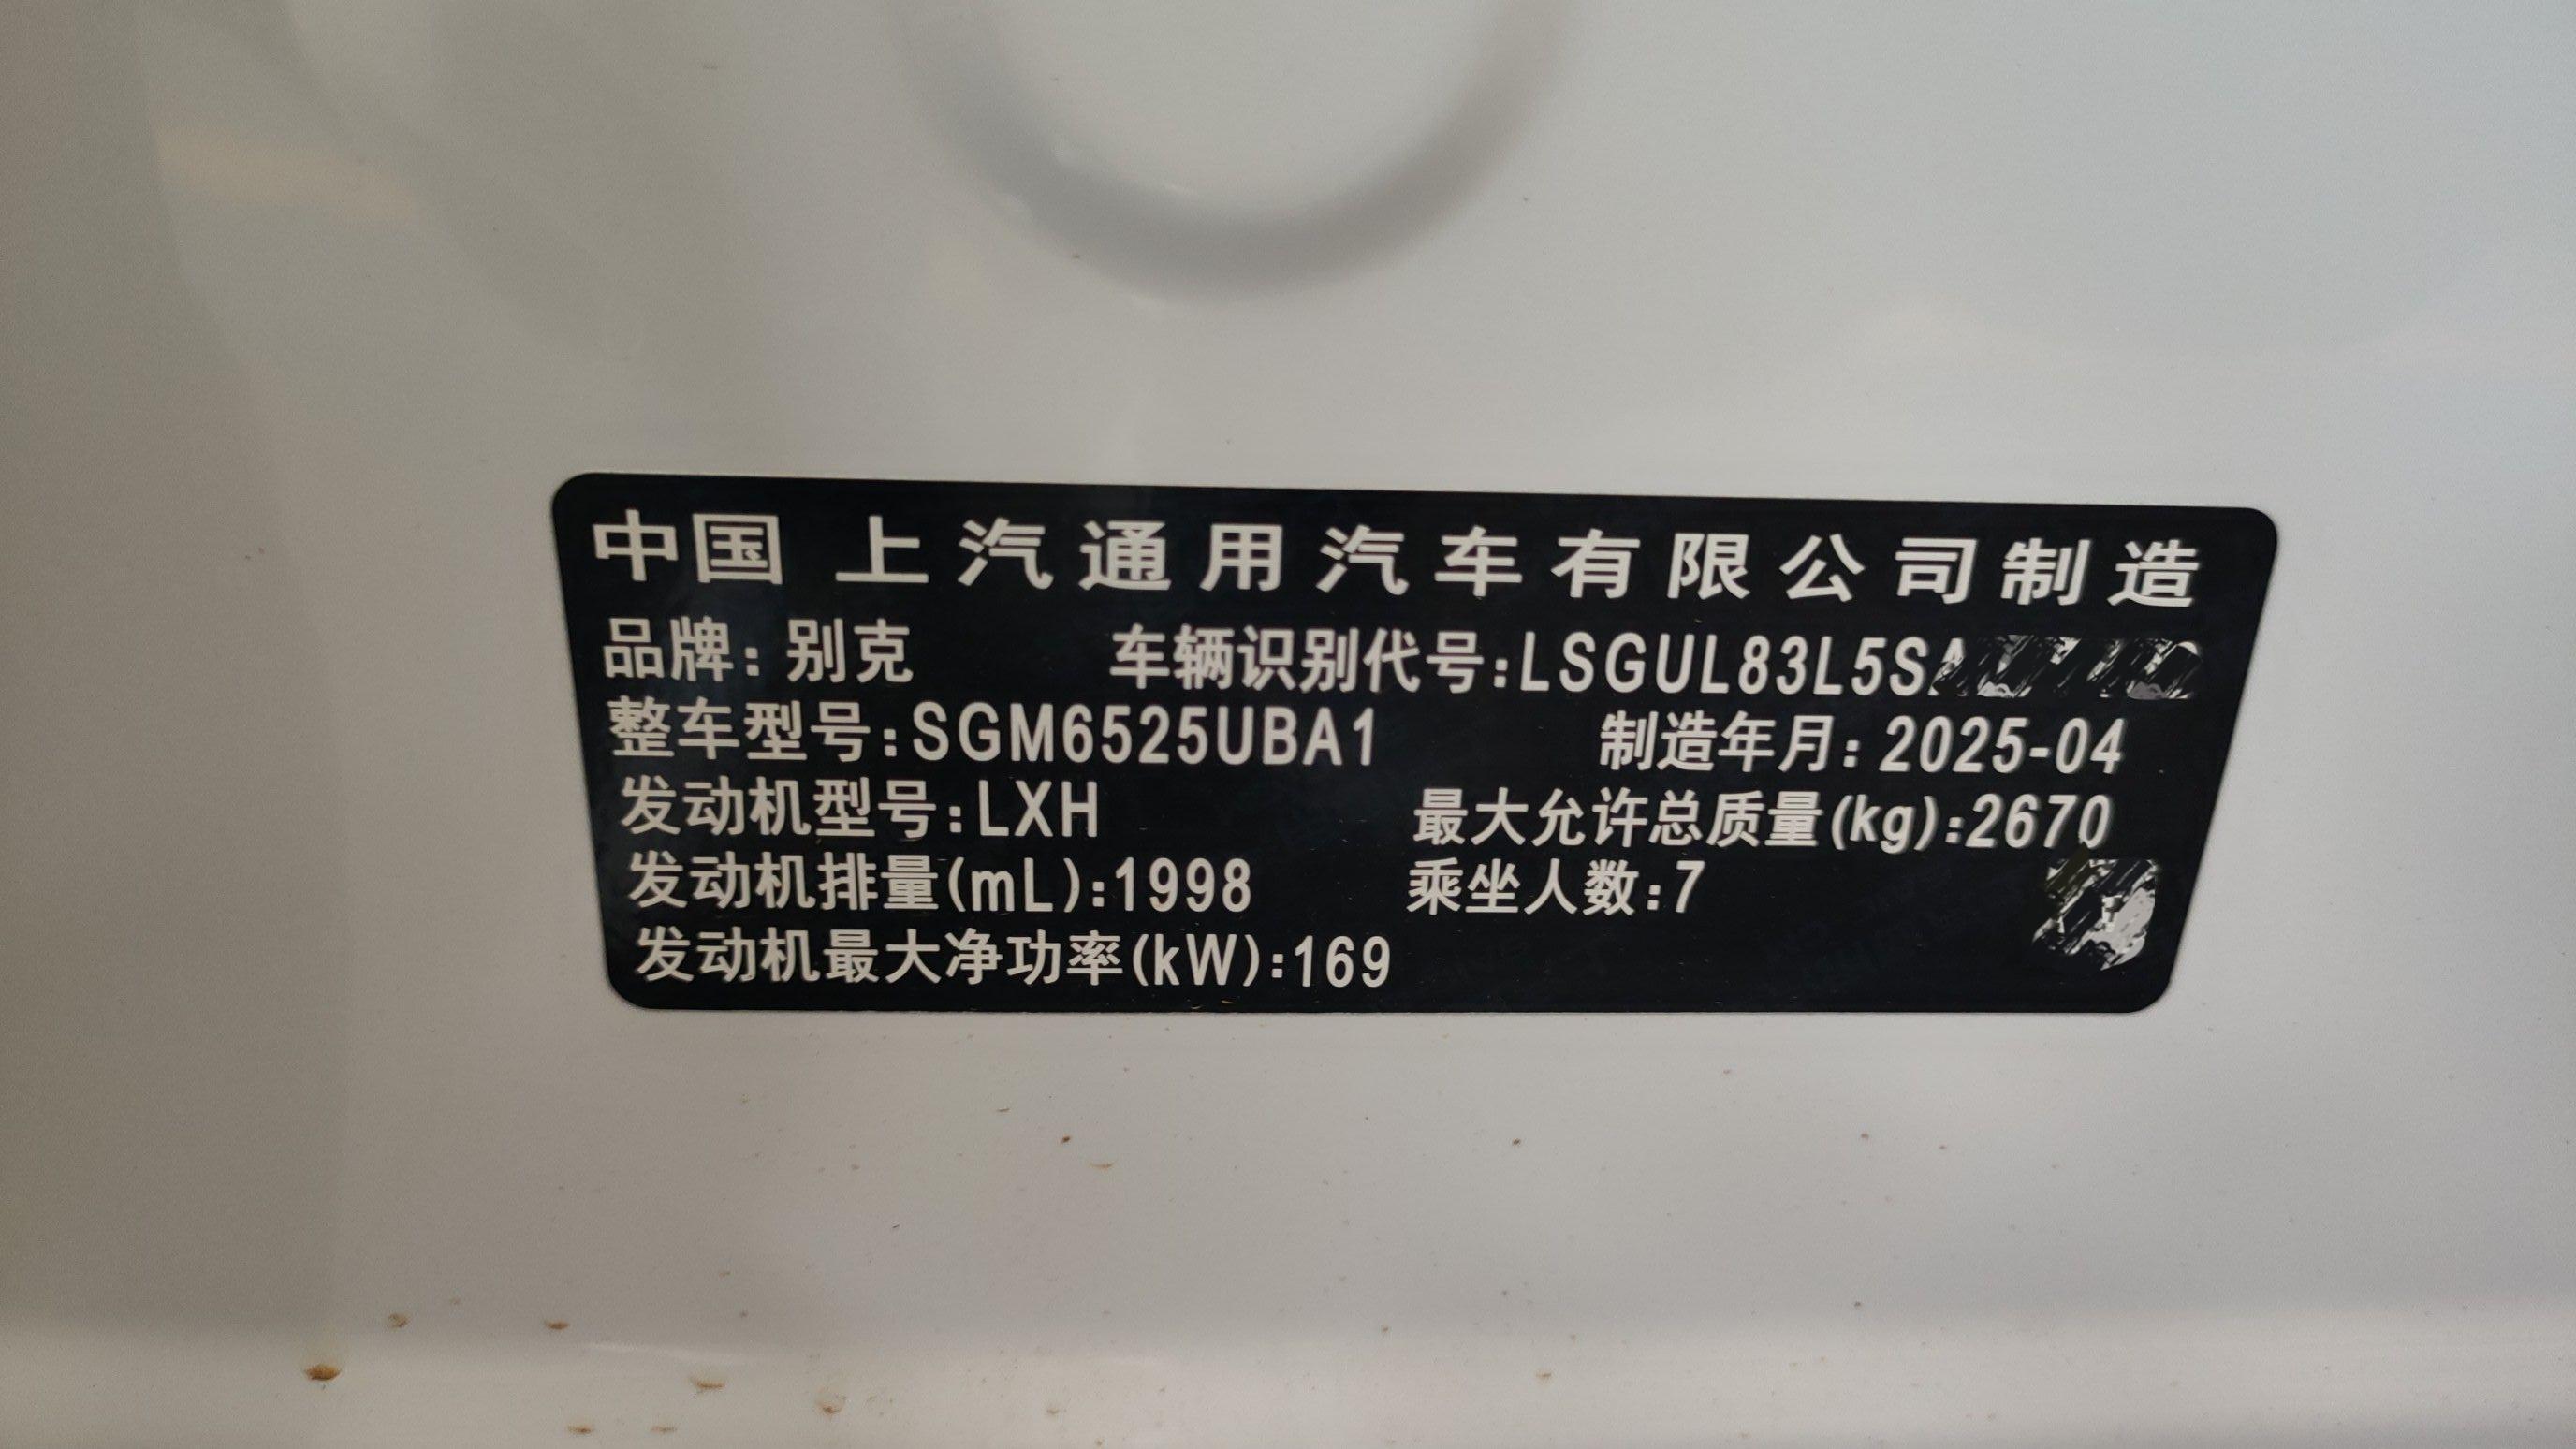 中国 上汽通用汽车有限公司制造
品牌：别克 车辆识别代号：LSGUL83L5SA
整车型号：SGM6525UBA1 制造年月：2025-04
发动机型号：LXH 最大允许总质量(kg)：2670
发动机排量(mL)：1998 乘坐人数：7
发动机最大净功率(kW)：169